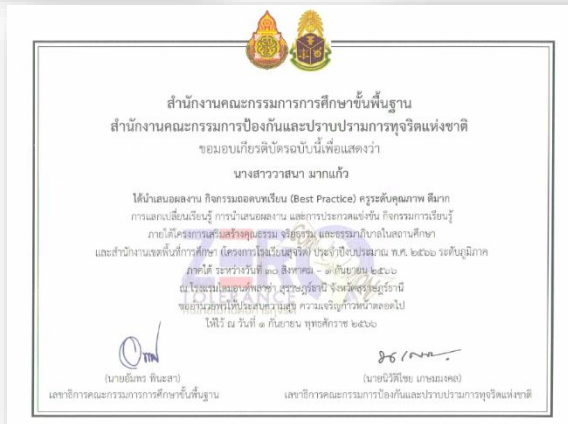 สำนักงานคณะกรรมการการศึกษาขั้นพื้นฐาน
สำนักงานคณะกรรมการป้องกันและปราบปรามการทุจริตแห่งชาติ
ขอมอบเกียรติบัตรฉบับนี้เพื่อแสดงว่า
นางสาววาสนา มากแก้ว
ได้นำเสนอผลงาน กิจกรรมถอดบทเรียน (Best Practice) ครูระดับคุณภาพ ดีมาก
การแลกเปลี่ยนเรียนรู้ การนำเสนอผลงาน และการประกวดแข่งขัน กิจกรรมการเรียนรู้
ภายใต้โครงการเสริมสร้างคุณธรรม จริยธรรม และธรรมาภิบาลในสถานศึกษา
และสำนักงานเขตพื้นที่การศึกษา (โครงการโรงเรียนสุจริต) ประจำปีงบประมาณ พ.ศ. ๒๕๖๖ ระดับภูมิภาค
ภาคใต้ ระหว่างวันที่ ๓๐ สิงหาคม – ๑ กันยายน ๒๕๖๖
ณ โรงแรมไดมอนด์พลาซ่า สุราษฎร์ธานี จังหวัดสุราษฎร์ธานี
ขออำนวยพรให้ประสบความสุข ความเจริญก้าวหน้าตลอดไป
ให้ไว้ ณ วันที่ ๑ กันยายน พุทธศักราช ๒๕๖๖
ZERO
TOLERANCE
(นายอัมพร พินะสา)
เลขาธิการคณะกรรมการการศึกษาขั้นพื้นฐาน
(นายนิวัติไชย เกษมมงคล)
เลขาธิการคณะกรรมการป้องกันและปราบปรามการทุจริตแห่งชาติ